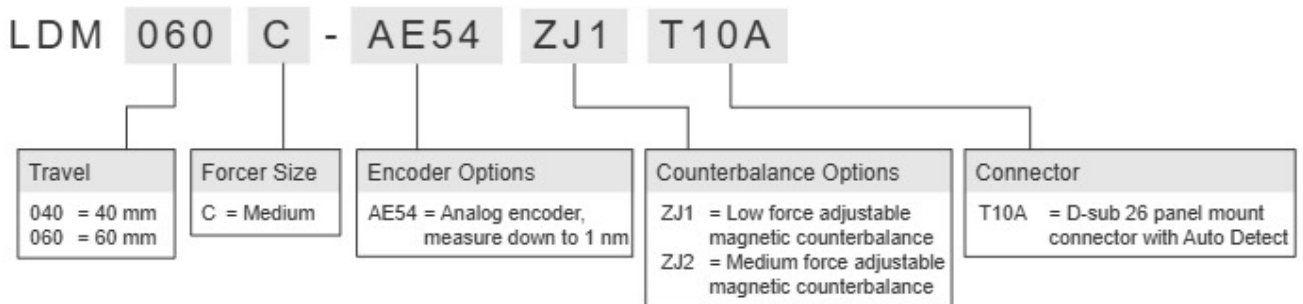 LDM 060 C - AE54 ZJ1 T10A
Travel
040 = 40 mm
060 = 60 mm
Forcer Size
C = Medium
Encoder Options
AE54 = Analog encoder,
measure down to 1 nm
Counterbalance Options
ZJ1 = Low force adjustable
magnetic counterbalance
ZJ2 = Medium force adjustable
magnetic counterbalance
Connector
T10A = D-sub 26 panel mount
connector with Auto Detect